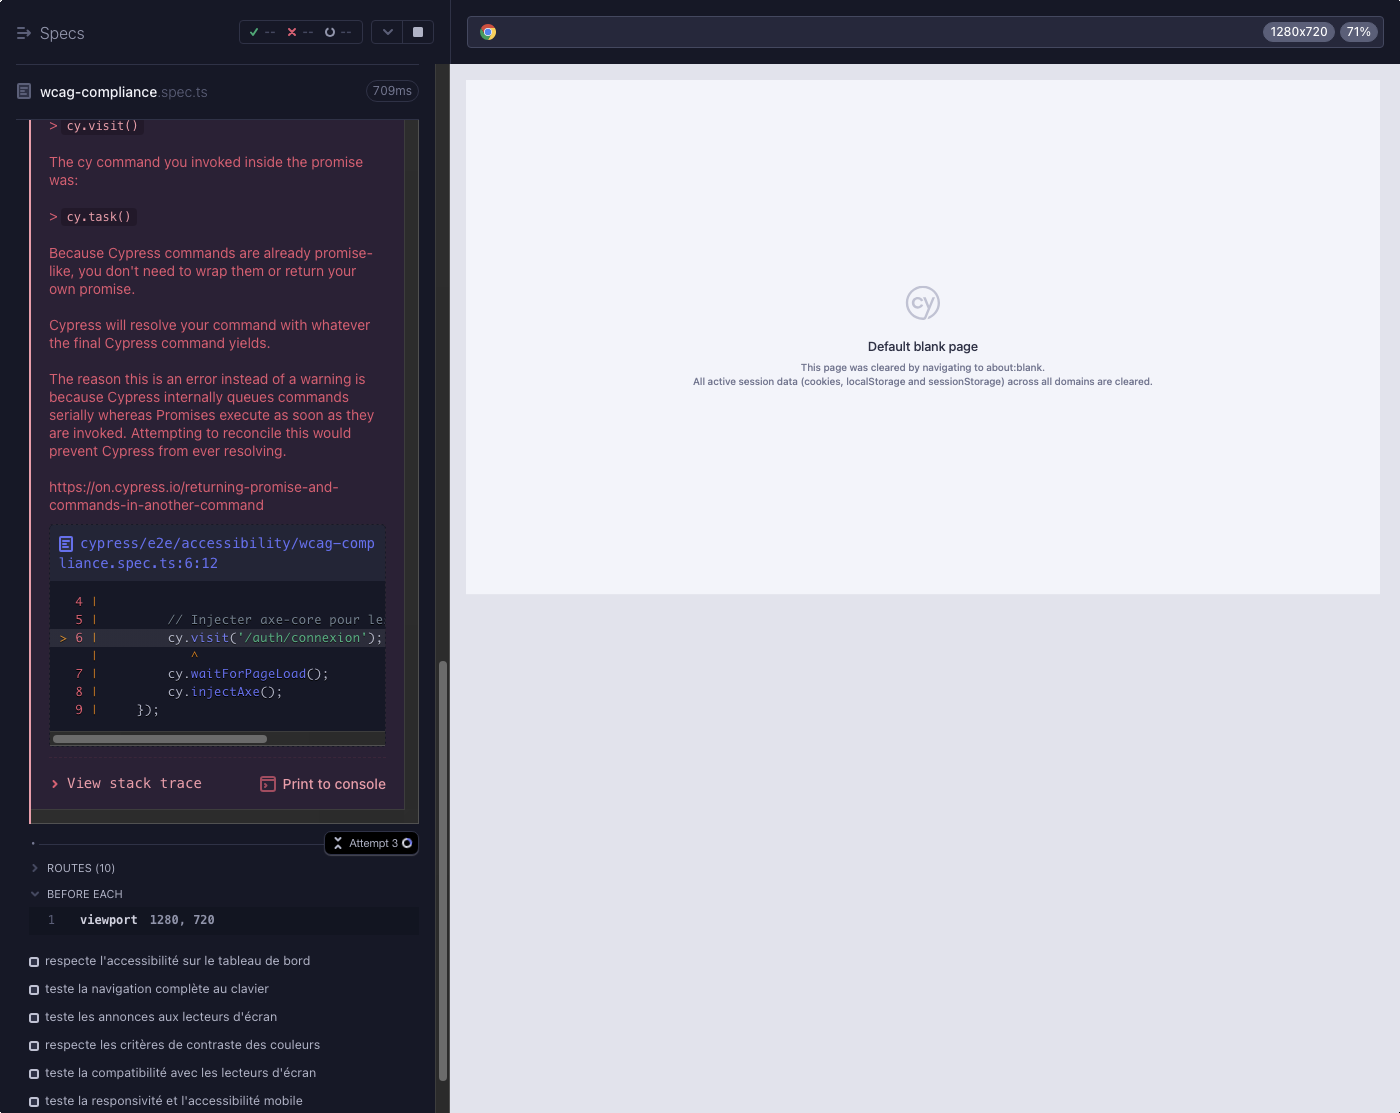 Specs
-- -- --
1280x720
71%
wcag-compliance.spec.ts
709ms
> cy.visit()
The cy command you invoked inside the promise
was:
> cy.task()
Because Cypress commands are already promise-
like, you don't need to wrap them or return your
own promise.
Cypress will resolve your command with whatever
the final Cypress command yields.
The reason this is an error instead of a warning is
because Cypress internally queues commands
serially whereas Promises execute as soon as they
are invoked. Attempting to reconcile this would
prevent Cypress from ever resolving.
https://on.cypress.io/returning-promise-and-
commands-in-another-command
cypress/e2e/accessibility/wcag-comp
liance.spec.ts:6:12
4 |
5 | // Injecter axe-core pour le
> 6 | cy.visit('/auth/connexion');
| ^
7 | cy.waitForPageLoad();
8 | cy.injectAxe();
9 | });
View stack trace
Print to console
Attempt 3
ROUTES (10)
BEFORE EACH
1 viewport 1280, 720
respecte l'accessibilité sur le tableau de bord
teste la navigation complète au clavier
teste les annonces aux lecteurs d'écran
respecte les critères de contraste des couleurs
teste la compatibilité avec les lecteurs d'écran
teste la responsivité et l'accessibilité mobile
cy
Default blank page
This page was cleared by navigating to about:blank.
All active session data (cookies, localStorage and sessionStorage) across all domains are cleared.